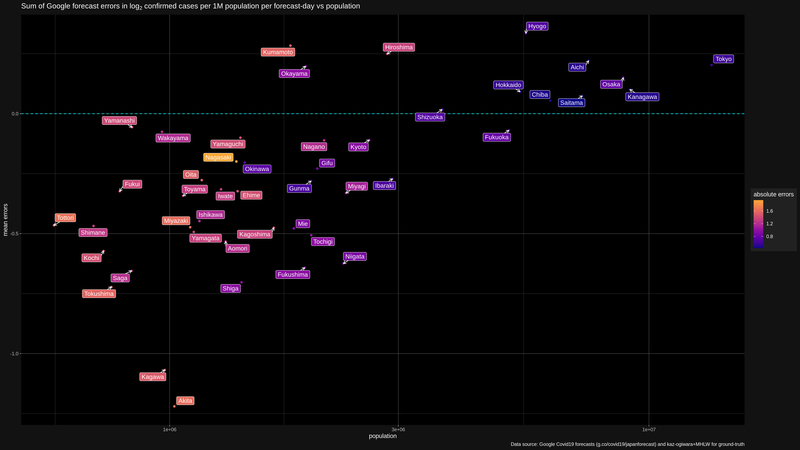 Sum of Google forecast errors in log2 confirmed cases per 1M population per forecast-day vs population
Hyogo
Kumamoto
Hiroshima
Tokyo
Okayama
Aichi
Hokkaido
Osaka
Chiba
Kanagawa
Saitama
0.0
Yamanashi
Shizuoka
Wakayama
Fukuoka
Yamaguchi
Nagano
Kyoto
Nagasaki
Gifu
Okinawa
Oita
Fukui
Toyama
Gunma
Miyagi
Ibaraki
Iwate
Ehime
Tottori
Miyazaki
Ishikawa
Mie
Shimane
-0.5
Yamagata
Kagoshima
Tochigi
Aomori
Kochi
Niigata
Saga
Fukushima
Tokushima
Shiga
-1.0
Kagawa
Akita
mean errors
absolute errors
1.6
1.2
0.8
1e+06
3e+06
1e+07
population
Data source: Google Covid19 forecasts (g.co/covid19/japanforecast) and kaz-ogiwara+MHLW for ground-truth